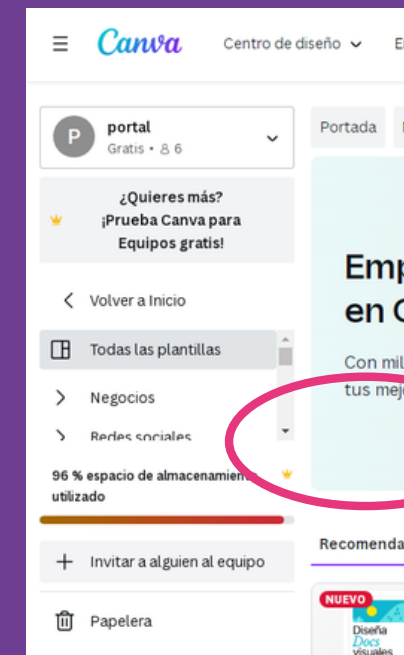 Canva
Centro de diseño
P
portal
Gratis • 6
Portada
¿Quieres más?
¡Prueba Canva para
Equipos gratis!
Volver a Inicio
Todas las plantillas
Negocios
Redes sociales
96 % espacio de almacenamiento
utilizado
Invitar a alguien al equipo
Papelera
Emp
en
Con mil
tus mejo
Recomenda
NUEVO
Diseña
Docs
visuales